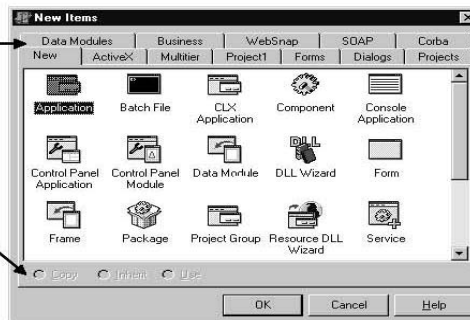 New Items
Data Modules Business WebSnap SOAP Corba
New ActiveX Multitier Project1 Forms Dialogs Projects
Application Batch File CLX Application Component Console Application
Control Panel Application Control Panel Module Data Module DLL Wizard Form
Frame Package Project Group Resource DLL Wizard Service
Copy Inherit Use
OK Cancel Help